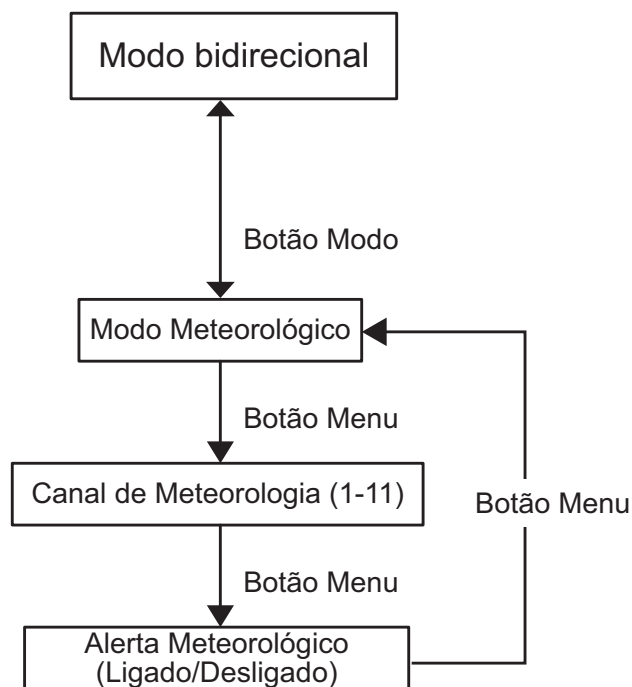 Modo bidirecional
Botão Modo
Modo Meteorológico
Botão Menu
Canal de Meteorologia (1-11)
Botão Menu
Botão Menu
Alerta Meteorológico
(Ligado/Desligado)